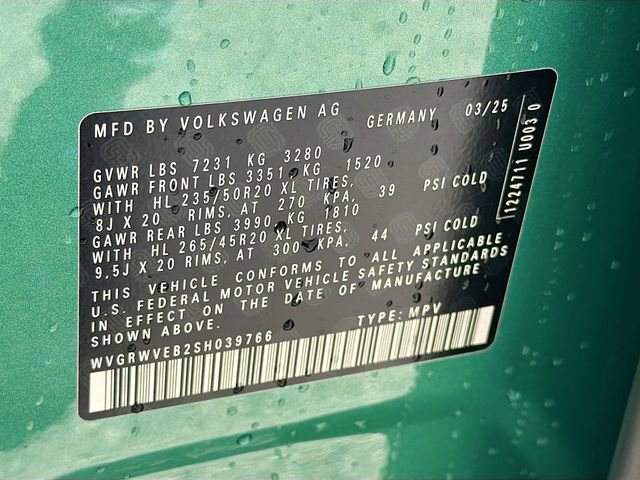 MFD BY VOLKSWAGEN AG GERMANY 03/25
GVWR LBS 7231 KG 3280
GAWR FRONT LBS 3351 KG 1520
WITH HL 235/50R20 XL TIRES,
8J X 20 RIMS, AT 270 KPA, 39 PSI COLD
GAWR REAR LBS 3990 KG 1810
WITH HL 265/45R20 XL TIRES,
9.5J X 20 RIMS, AT 300 KPA, 44 PSI COLD
THIS VEHICLE CONFORMS TO ALL APPLICABLE
U.S. FEDERAL MOTOR VEHICLE SAFETY STANDARDS
IN EFFECT ON THE DATE OF MANUFACTURE
SHOWN ABOVE.
WVGRWVEB2SH039766 TYPE: MPV
1224711 U003 0